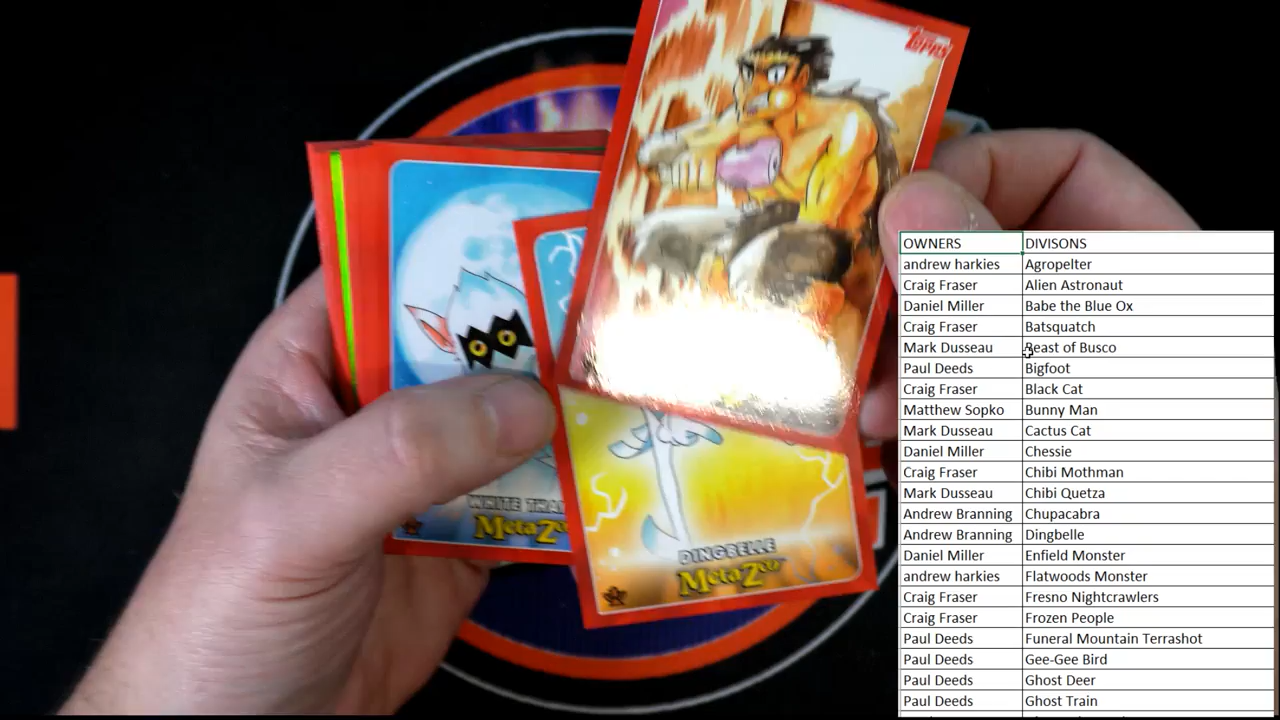 Topps
WHITE THA
MetaZ
DINGBELLE
MetaZoo
OWNERS DIVISONS
andrew harkies Agropelter
Craig Fraser Alien Astronaut
Daniel Miller Babe the Blue Ox
Craig Fraser Batsquatch
Mark Dusseau Beast of Busco
Paul Deeds Bigfoot
Craig Fraser Black Cat
Matthew Sopko Bunny Man
Mark Dusseau Cactus Cat
Daniel Miller Chessie
Craig Fraser Chibi Mothman
Mark Dusseau Chibi Quetza
Andrew Branning Chupacabra
Andrew Branning Dingbelle
Daniel Miller Enfield Monster
andrew harkies Flatwoods Monster
Craig Fraser Fresno Nightcrawlers
Craig Fraser Frozen People
Paul Deeds Funeral Mountain Terrashot
Paul Deeds Gee-Gee Bird
Paul Deeds Ghost Deer
Paul Deeds Ghost Train